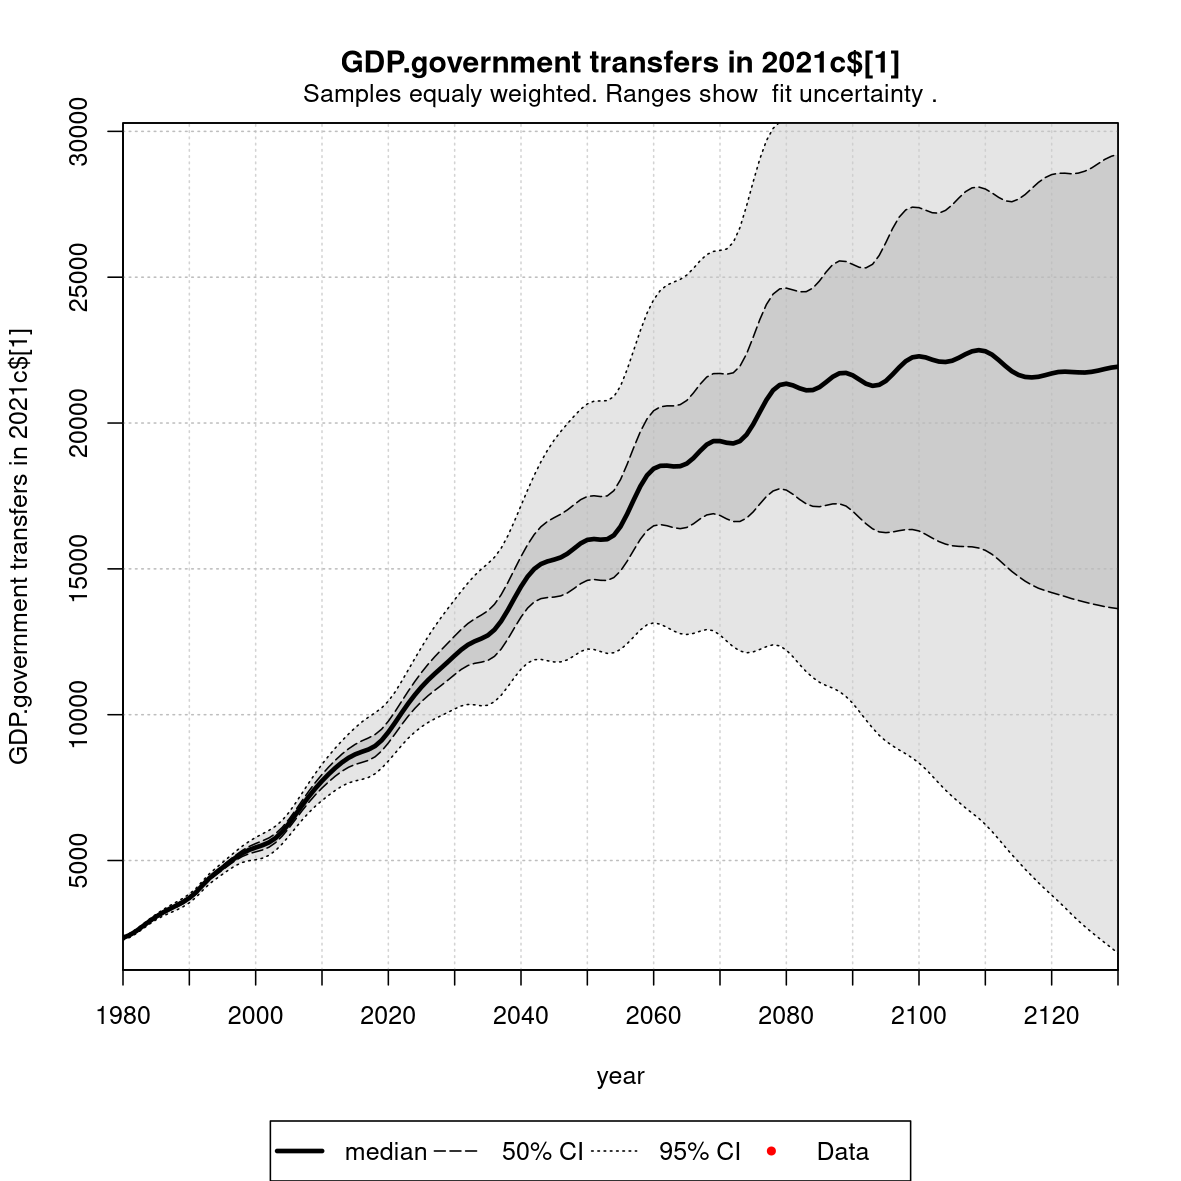 GDP.government transfers in 2021c$[1]
Samples equaly weighted. Ranges show  fit uncertainty .
GDP.government transfers in 2021c$[1]
30000
25000
20000
15000
10000
5000
1980 2000 2020 2040 2060 2080 2100 2120
year
median 50% CI 95% CI Data